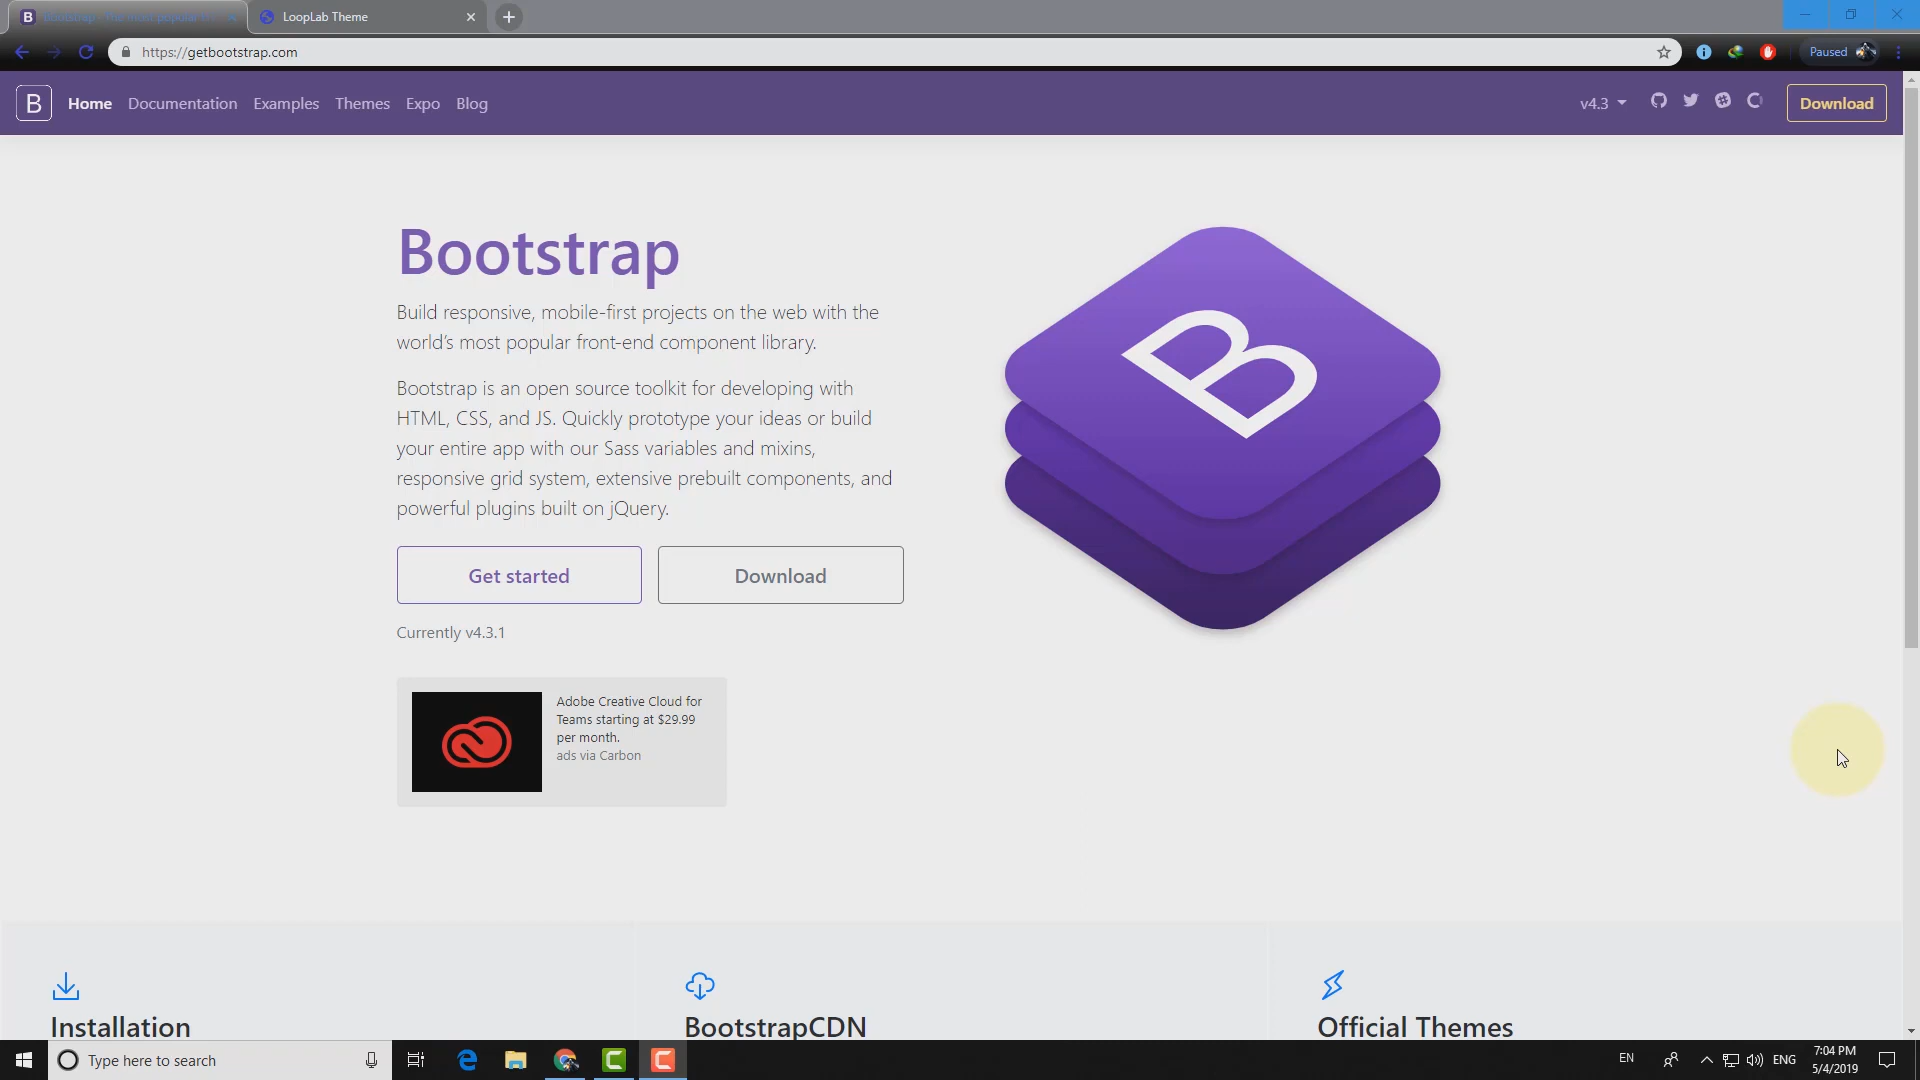 Bootstrap · The most popular
LoopLab Theme
https://getbootstrap.com
Paused
B
Home
Documentation
Examples
Themes
Expo
Blog
v4.3
Download
Bootstrap
Build responsive, mobile-first projects on the web with the
world’s most popular front-end component library.
Bootstrap is an open source toolkit for developing with
HTML, CSS, and JS. Quickly prototype your ideas or build
your entire app with our Sass variables and mixins,
responsive grid system, extensive prebuilt components, and
powerful plugins built on jQuery.
Get started
Download
Currently v4.3.1
B
Adobe Creative Cloud for
Teams starting at $29.99
per month.
ads via Carbon
Installation
BootstrapCDN
Official Themes
Type here to search
EN
ENG
7:04 PM
5/4/2019